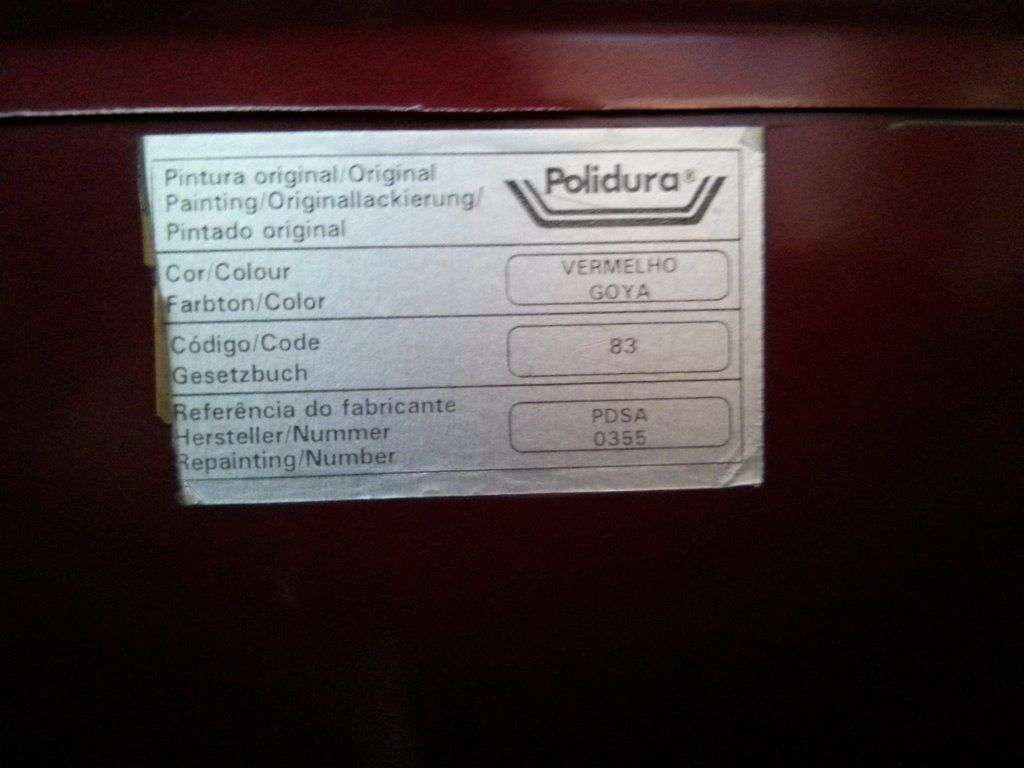 Pintura original/Original
Painting/Originallackierung/
Pintado original
Polidura®
Cor/Colour
Farbton/Color
VERMELHO
GOYA
Código/Code
Gesetzbuch
83
Referência do fabricante
Hersteller/Nummer
Repainting/Number
PDSA
0355